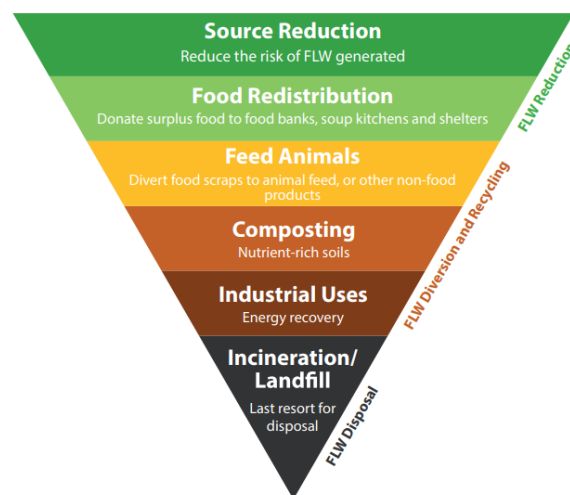 Source Reduction
Reduce the risk of FLW generated
Food Redistribution
Donate surplus food to food banks, soup kitchens and shelters
Feed Animals
Divert food scraps to animal feed, or other non-food
products
Composting
Nutrient-rich soils
Industrial Uses
Energy recovery
Incineration/
Landfill
Last resort for
disposal
FLW Reduction
FLW Diversion and Recycling
FLW Disposal